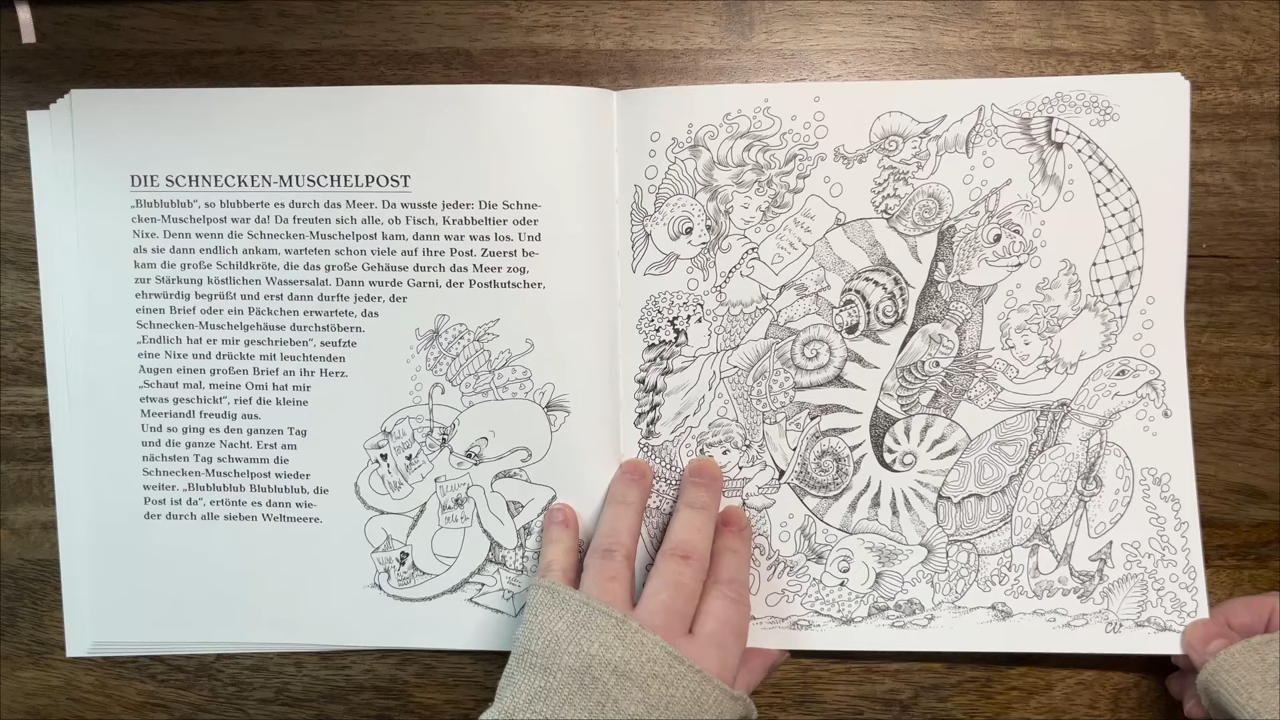 DIE SCHNECKEN-MUSCHELPOST
„Blublublub“, so blubberte es durch das Meer. Da wusste jeder: Die Schne-
cken-Muschelpost war da! Da freuten sich alle, ob Fisch, Krabbeltier oder
Nixe. Denn wenn die Schnecken-Muschelpost kam, dann war was los. Und
als sie dann endlich ankam, warteten schon viele auf ihre Post. Zuerst be-
kam die große Schildkröte, die das große Gehäuse durch das Meer zog,
zur Stärkung köstlichen Wassersalat. Dann wurde Garni, der Postkutscher,
ehrwürdig begrüßt und erst dann durfte jeder, der
einen Brief oder ein Päckchen erwartete, das
Schnecken-Muschelgehäuse durchstöbern.
„Endlich hat er mir geschrieben“, seufzte
eine Nixe und drückte mit leuchtenden
Augen einen großen Brief an ihr Herz.
„Schaut mal, meine Omi hat mir
etwas geschickt“, rief die kleine
Meeriandl freudig aus.
Und so ging es den ganzen Tag
und die ganze Nacht. Erst am
nächsten Tag schwamm die
Schnecken-Muschelpost wieder
weiter. „Blublublub Blublublub, die
Post ist da“, ertönte es dann wie-
der durch alle sieben Weltmeere.